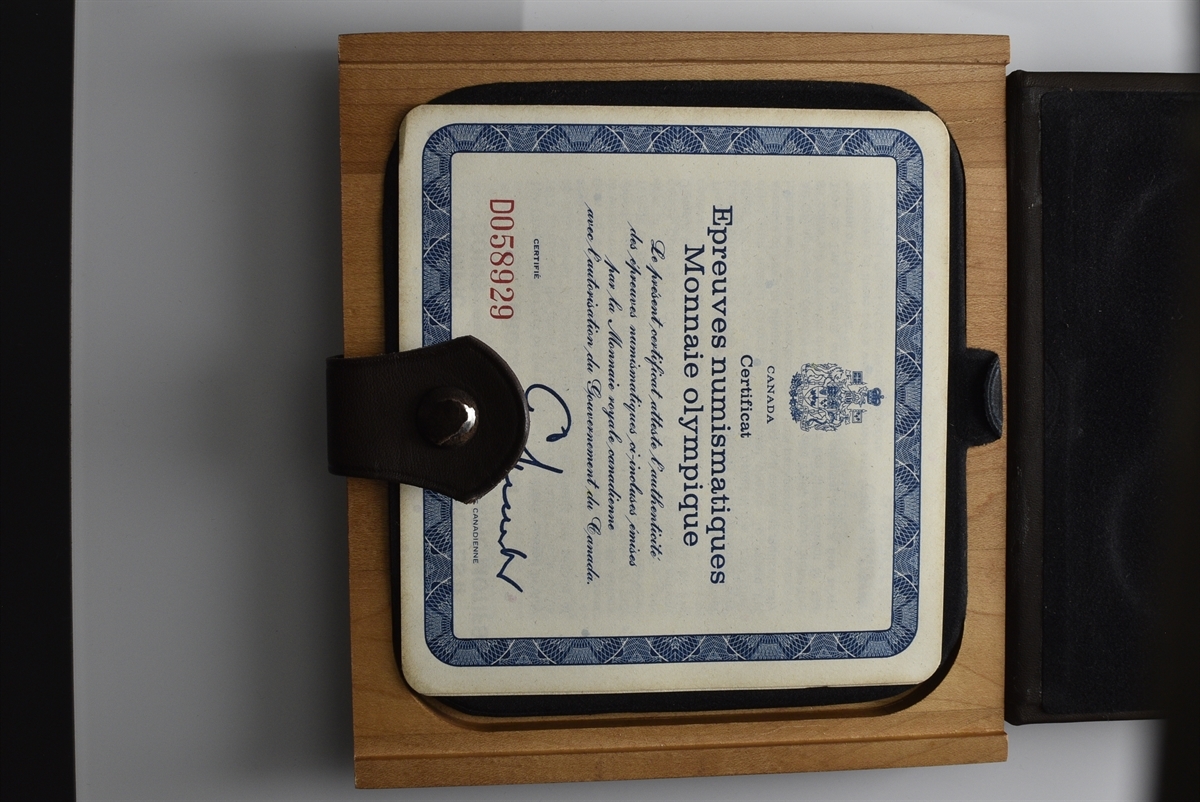 CANADA
Certificat
Epreuves numismatiques
Monnaie olympique
Le présent certificat atteste l'authenticité
des épreuves numismatiques ci-incluses émises
par la Monnaie royale canadienne
avec l'autorisation du Gouvernement du Canada.
CERTIFIÉ
D058929
CANADIENNE